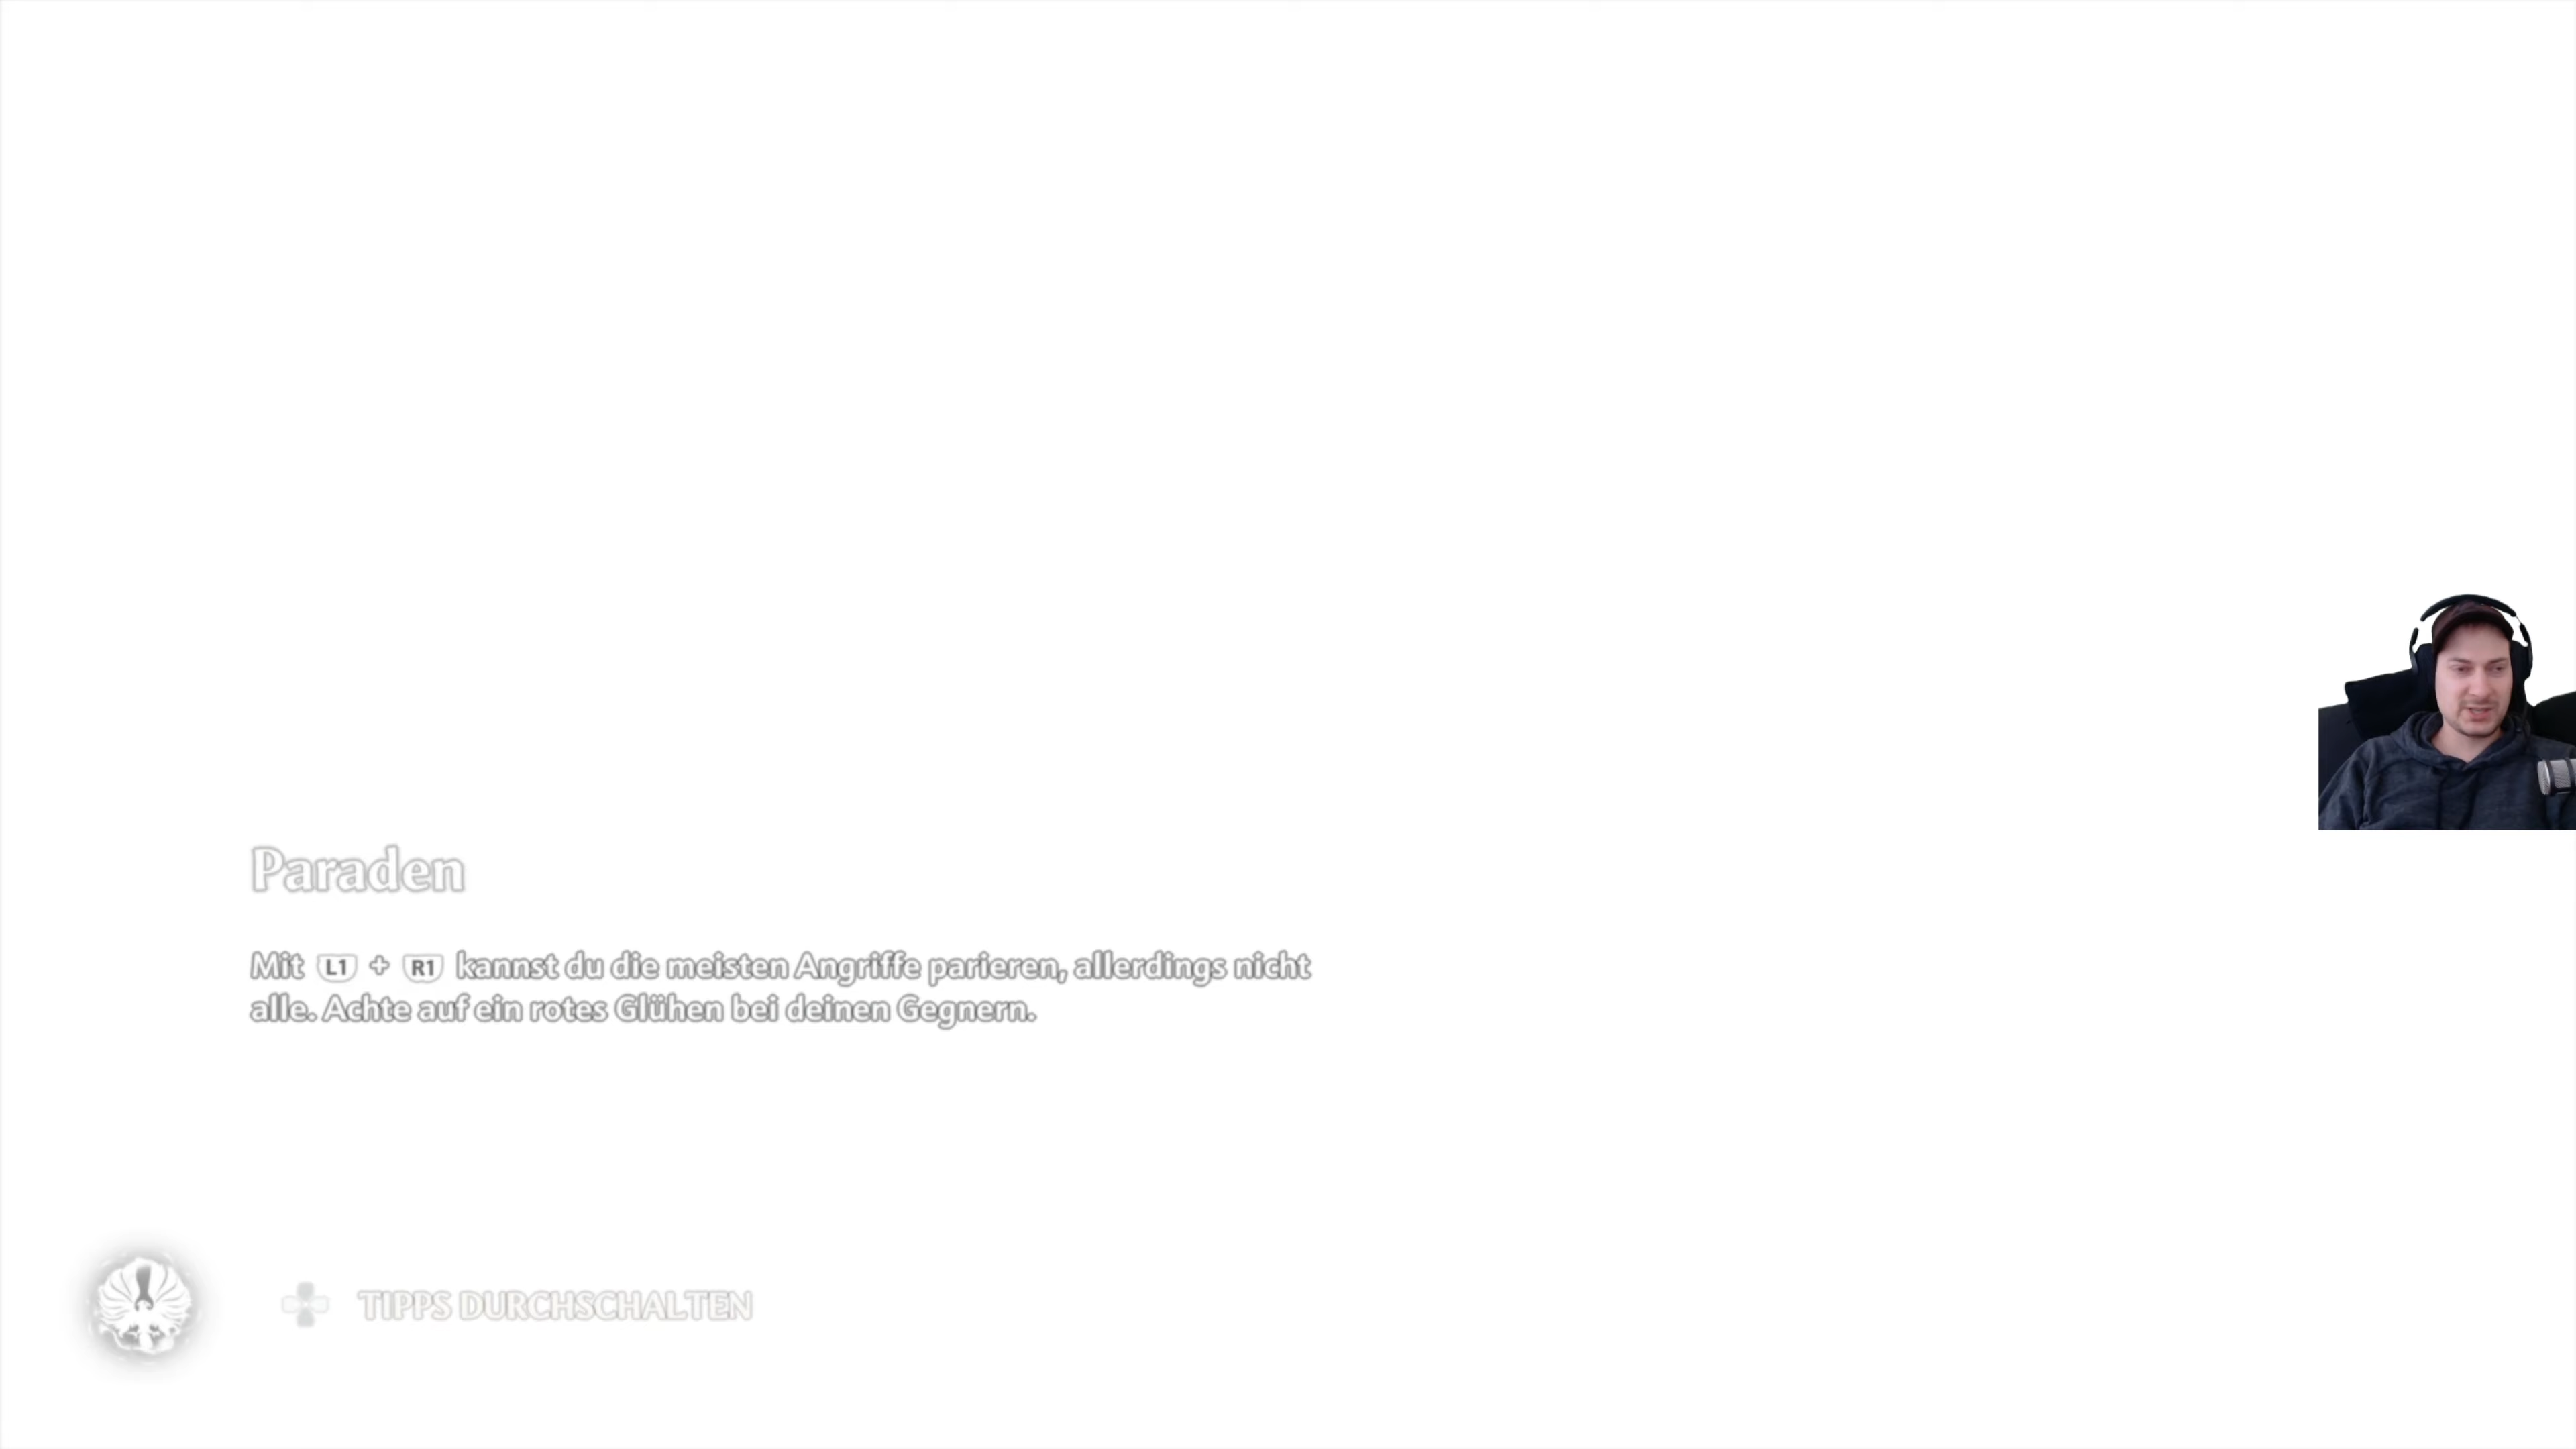 Paraden
Mit L1 + R1 kannst du die meisten Angriffe parieren, allerdings nicht
alle. Achte auf ein rotes Glühen bei deinen Gegnern.
TIPPS DURCHSCHALTEN